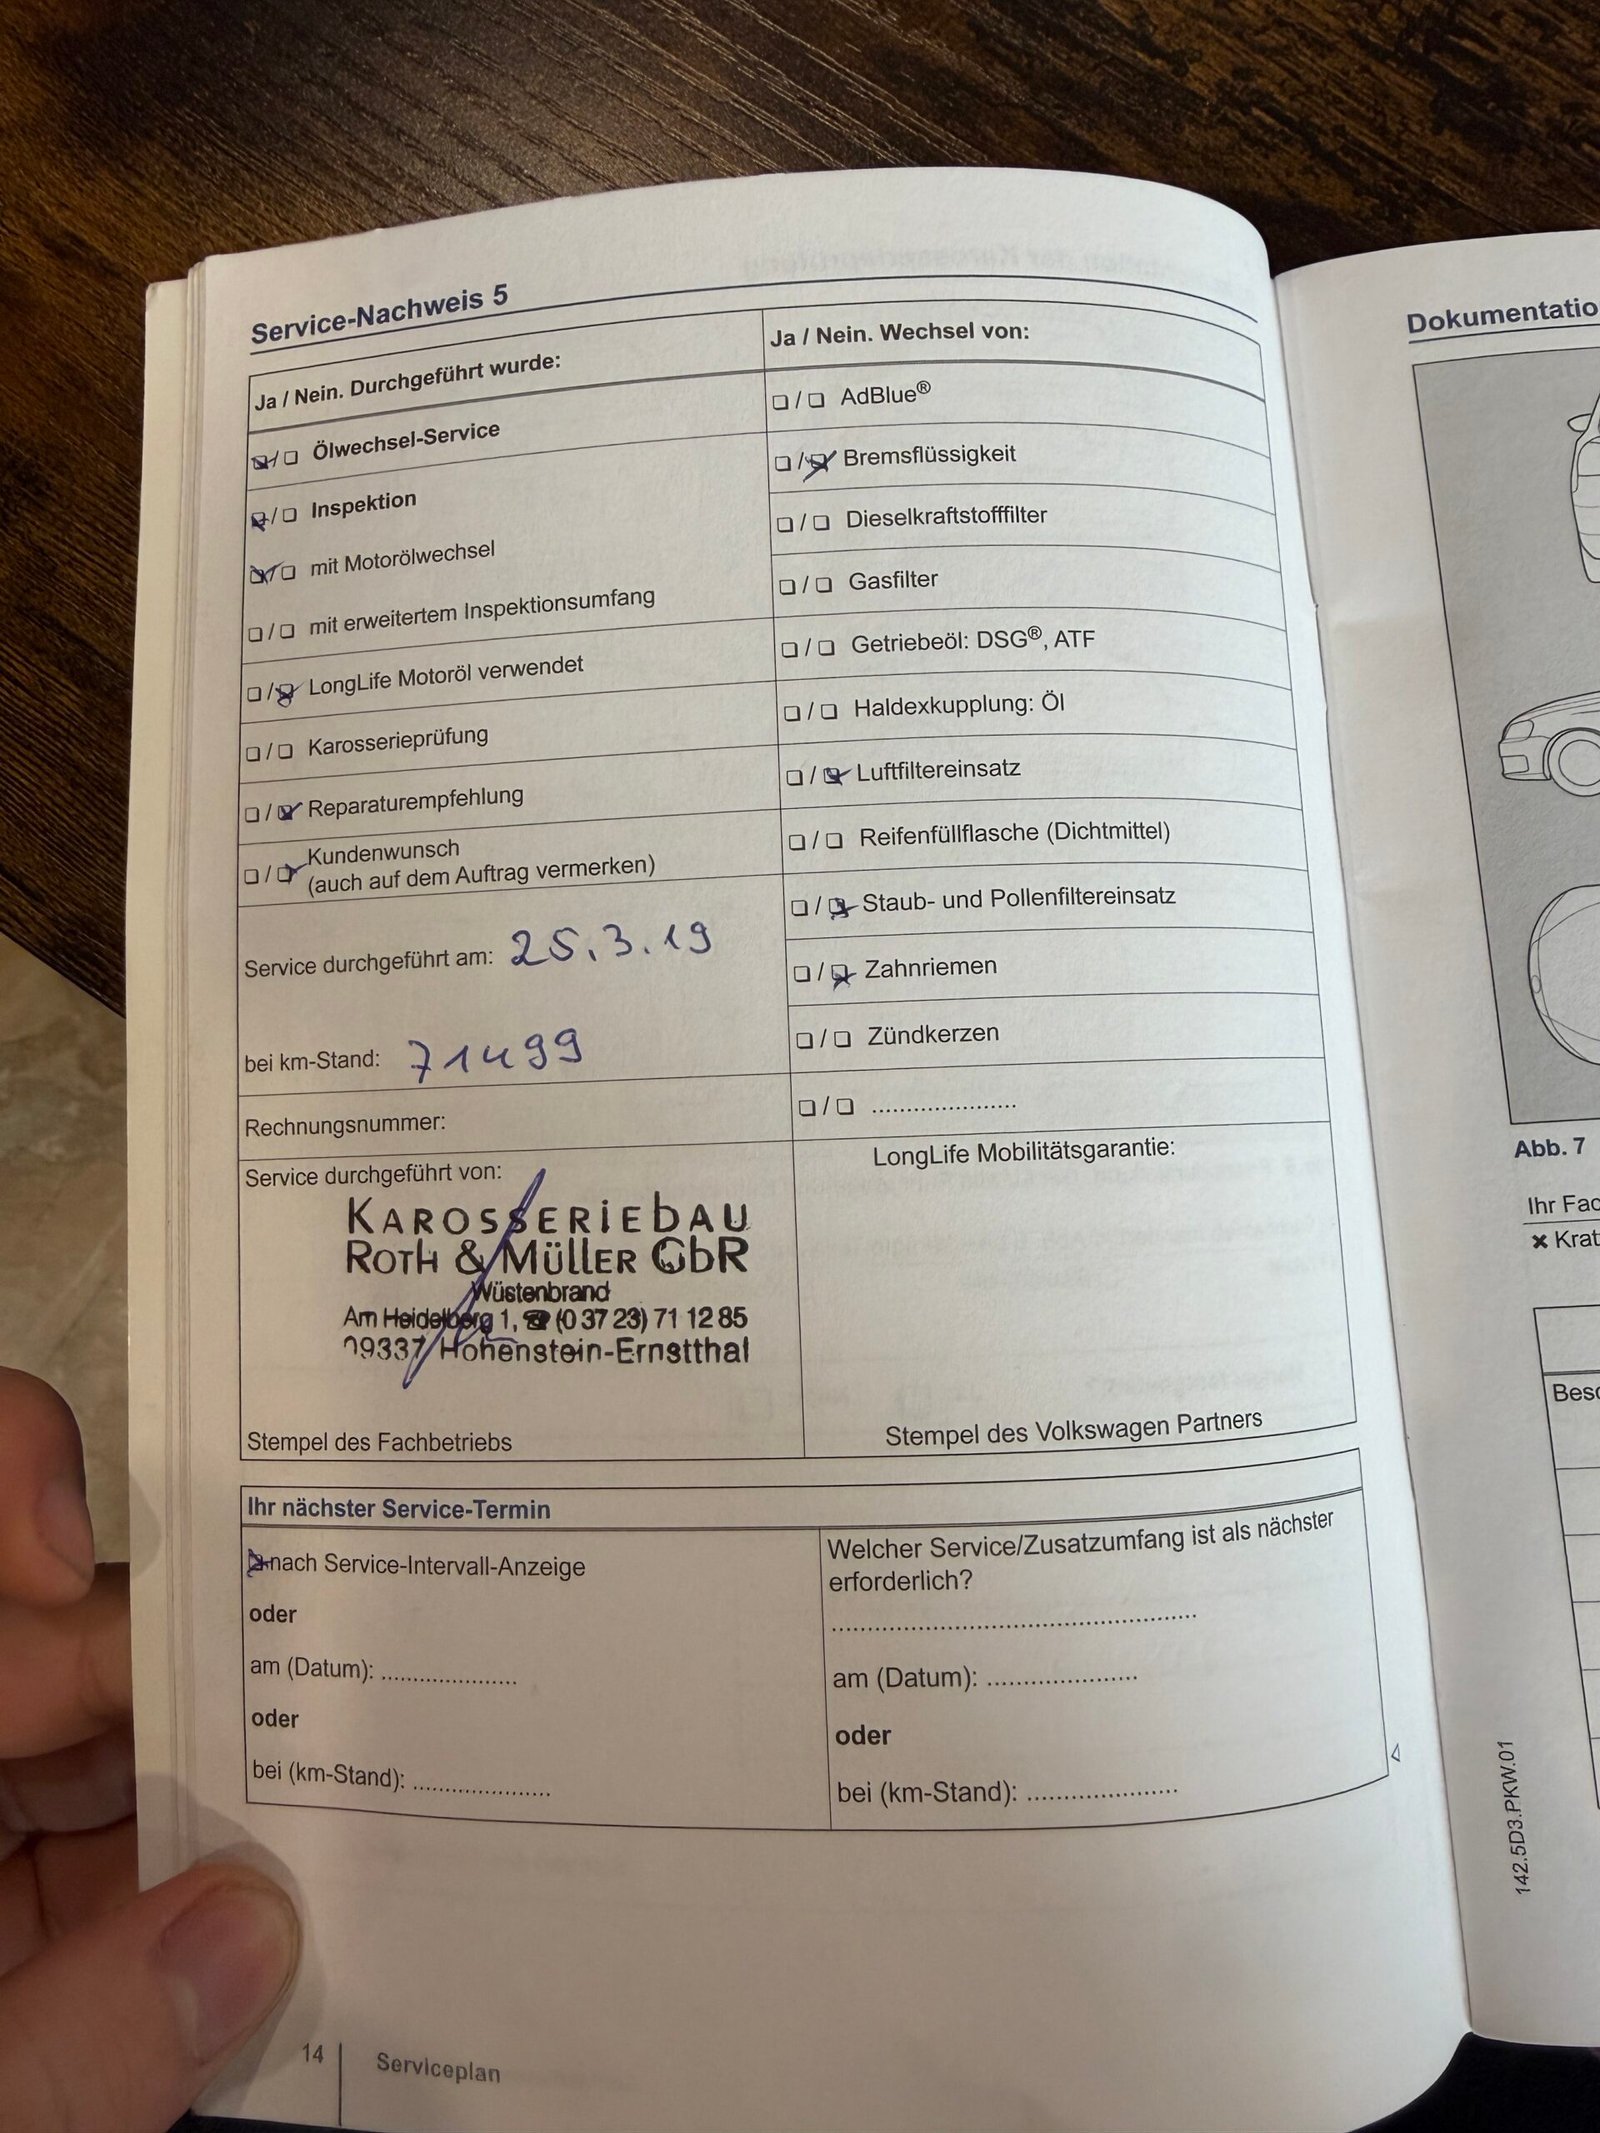 Service-Nachweis 5
Ja / Nein. Durchgeführt wurde:
☒/☐ Ölwechsel-Service
☒/☐ Inspektion
☒/☐ mit Motorölwechsel
☐/☐ mit erweitertem Inspektionsumfang
☐/☒ LongLife Motoröl verwendet
☐/☐ Karosserieprüfung
☐/☒ Reparaturempfehlung
☐/☒ Kundenwunsch
(auch auf dem Auftrag vermerken)
Service durchgeführt am: 25.3.19
bei km-Stand: 71499
Rechnungsnummer:
Service durchgeführt von:
KAROSSERIEBAU
ROTH & MÜLLER GbR
Wüstenbrand
Am Heidelberg 1, ☎ (0 37 23) 71 12 85
09337 Hohenstein-Ernstthal
Stempel des Fachbetriebs
Ja / Nein. Wechsel von:
☐/☐ AdBlue®
☐/☒ Bremsflüssigkeit
☐/☐ Dieselkraftstofffilter
☐/☐ Gasfilter
☐/☐ Getriebeöl: DSG®, ATF
☐/☐ Haldexkupplung: Öl
☐/☒ Luftfiltereinsatz
☐/☐ Reifenfüllflasche (Dichtmittel)
☐/☒ Staub- und Pollenfiltereinsatz
☐/☒ Zahnriemen
☐/☐ Zündkerzen
☐/☐ .....................
LongLife Mobilitätsgarantie:
Stempel des Volkswagen Partners
Ihr nächster Service-Termin
☒ nach Service-Intervall-Anzeige
oder
am (Datum): ....................
oder
bei (km-Stand): ....................
Welcher Service/Zusatzumfang ist als nächster
erforderlich?
......................................................
am (Datum): ......................
oder
bei (km-Stand): ......................
14
Serviceplan
Dokumentatio
Abb. 7
Ihr Fac
✖ Krat
Besc
142.5D3.PKW.01